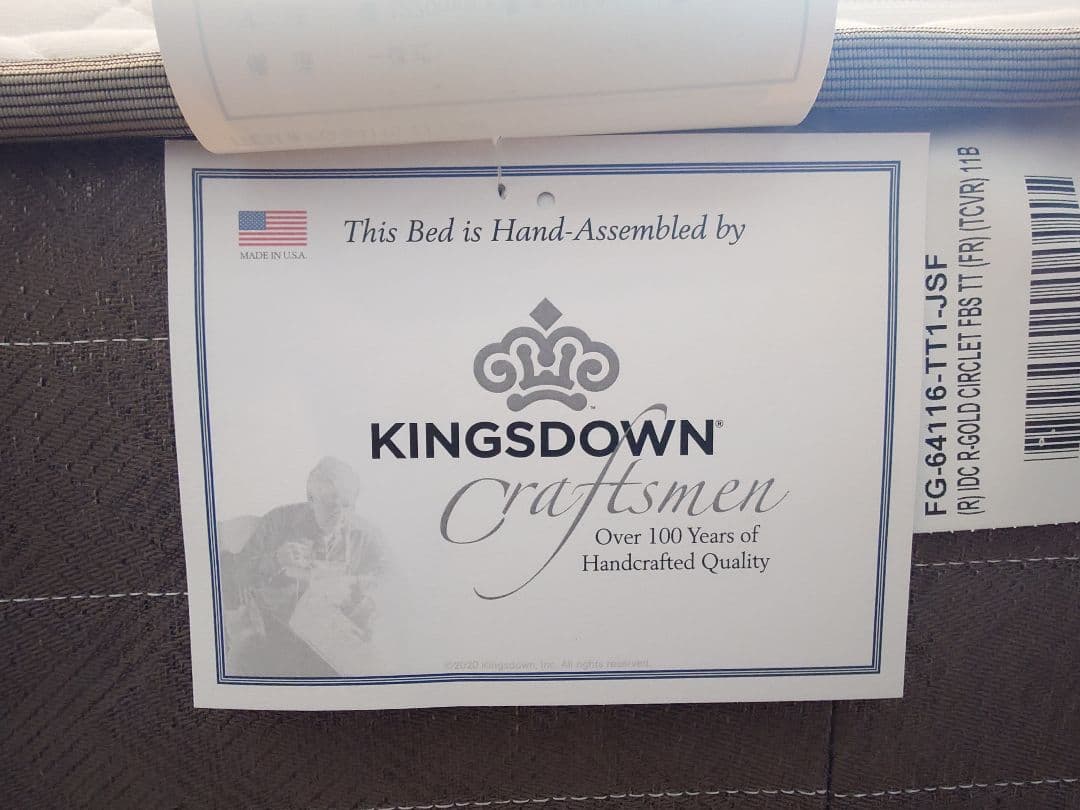 This Bed is Hand-Assembled by
MADE IN U.S.A.
KINGSDOWN®
Craftsmen
Over 100 Years of
Handcrafted Quality
©2020 Kingsdown, Inc. All rights reserved.
FG-64116-TT1-JSF
(R) IDC R-GOLD CIRCLET FBS TT (FR) (TCVR) 11B